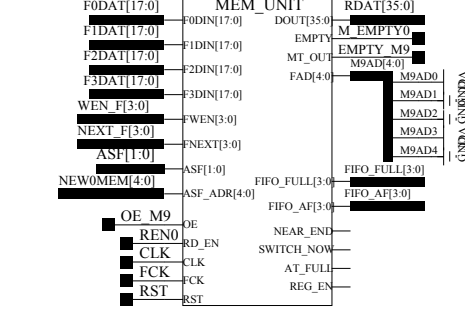 F0DAT[17:0] MEM_UNIT RDAT[35:0]
F0DIN[17:0] DOUT[35:0]
F1DAT[17:0] M_EMPTY0
F1DIN[17:0] EMPTY
F2DAT[17:0] EMPTY_M9
F2DIN[17:0] MT_OUT
F3DAT[17:0] M9AD[4:0]
F3DIN[17:0] FAD[4:0] M9AD0
WEN_F[3:0] M9AD1
FWEN[3:0] M9AD2
NEXT_F[3:0] M9AD3
FNEXT[3:0] M9AD4
ASF[1:0]
ASF[1:0] FIFO_FULL[3:0]
FIFO_FULL[3:0]
NEW0MEM[4:0] FIFO_AF[3:0]
ASF_ADR[4:0] FIFO_AF[3:0]
OE_M9
OE NEAR_END
REN0
RD_EN SWITCH_NOW
CLK
CLK AT_FULL
FCK
FCK REG_EN
RST
RST